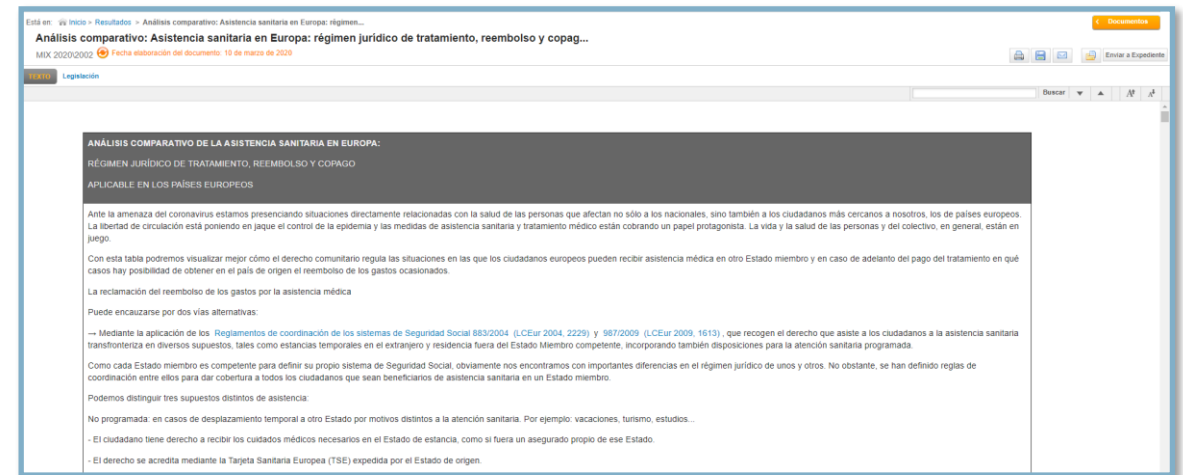 Está en: Inicio > Resultados > Análisis comparativo: Asistencia sanitaria en Europa: régimen...
Documentos
Análisis comparativo: Asistencia sanitaria en Europa: régimen jurídico de tratamiento, reembolso y copag...
MIX 2020\2002 Fecha elaboración del documento: 10 de marzo de 2020
Enviar a Expediente
TEXTO Legislación
Buscar
ANÁLISIS COMPARATIVO DE LA ASISTENCIA SANITARIA EN EUROPA:
RÉGIMEN JURÍDICO DE TRATAMIENTO, REEMBOLSO Y COPAGO
APLICABLE EN LOS PAÍSES EUROPEOS
Ante la amenaza del coronavirus estamos presenciando situaciones directamente relacionadas con la salud de las personas que afectan no sólo a los nacionales, sino también a los ciudadanos más cercanos a nosotros, los de países europeos.
La libertad de circulación está poniendo en jaque el control de la epidemia y las medidas de asistencia sanitaria y tratamiento médico están cobrando un papel protagonista. La vida y la salud de las personas y del colectivo, en general, están en
juego.
Con esta tabla podremos visualizar mejor cómo el derecho comunitario regula las situaciones en las que los ciudadanos europeos pueden recibir asistencia médica en otro Estado miembro y en caso de adelanto del pago del tratamiento en qué
casos hay posibilidad de obtener en el país de origen el reembolso de los gastos ocasionados.
La reclamación del reembolso de los gastos por la asistencia médica
Puede encauzarse por dos vías alternativas:
→ Mediante la aplicación de los Reglamentos de coordinación de los sistemas de Seguridad Social 883/2004 (LCEur 2004, 2229) y 987/2009 (LCEur 2009, 1613) , que recogen el derecho que asiste a los ciudadanos a la asistencia sanitaria
transfronteriza en diversos supuestos, tales como estancias temporales en el extranjero y residencia fuera del Estado Miembro competente, incorporando también disposiciones para la atención sanitaria programada.
Como cada Estado miembro es competente para definir su propio sistema de Seguridad Social, obviamente nos encontramos con importantes diferencias en el régimen jurídico de unos y otros. No obstante, se han definido reglas de
coordinación entre ellos para dar cobertura a todos los ciudadanos que sean beneficiarios de asistencia sanitaria en un Estado miembro.
Podemos distinguir tres supuestos distintos de asistencia:
No programada: en casos de desplazamiento temporal a otro Estado por motivos distintos a la atención sanitaria. Por ejemplo: vacaciones, turismo, estudios...
- El ciudadano tiene derecho a recibir los cuidados médicos necesarios en el Estado de estancia, como si fuera un asegurado propio de ese Estado.
- El derecho se acredita mediante la Tarjeta Sanitaria Europea (TSE) expedida por el Estado de origen.